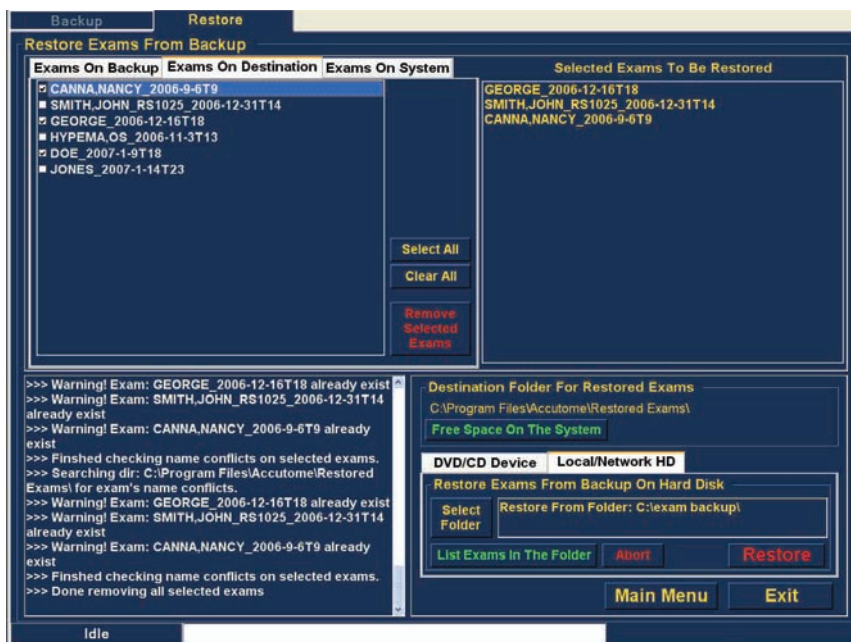 Backup
Restore
Restore Exams From Backup
Exams On Backup
Exams On Destination
Exams On System
CANNA,NANCY_2006-9-6T9
SMITH,JOHN_RS1025_2006-12-31T14
GEORGE_2006-12-16T18
HYPEMA,OS_2006-11-3T13
DOE_2007-1-9T18
JONES_2007-1-14T23
Select All
Clear All
Remove
Selected
Exams
Selected Exams To Be Restored
GEORGE_2006-12-16T18
SMITH,JOHN_RS1025_2006-12-31T14
CANNA,NANCY_2006-9-6T9
>>> Warning! Exam: GEORGE_2006-12-16T18 already exist
>>> Warning! Exam: SMITH,JOHN_RS1025_2006-12-31T14
already exist
>>> Warning! Exam: CANNA,NANCY_2006-9-6T9 already
exist
>>> Finshed checking name conflicts on selected exams.
>>> Searching dir: C:\Program Files\Accutome\Restored
Exams\ for exam's name conflicts.
>>> Warning! Exam: GEORGE_2006-12-16T18 already exist
>>> Warning! Exam: SMITH,JOHN_RS1025_2006-12-31T14
already exist
>>> Warning! Exam: CANNA,NANCY_2006-9-6T9 already
exist
>>> Finshed checking name conflicts on selected exams.
>>> Done removing all selected exams
Destination Folder For Restored Exams
C:\Program Files\Accutome\Restored Exams\
Free Space On The System
DVD/CD Device
Local/Network HD
Restore Exams From Backup On Hard Disk
Select
Folder
Restore From Folder: C:\exam backup\
List Exams In The Folder
Abort
Restore
Main Menu
Exit
Idle